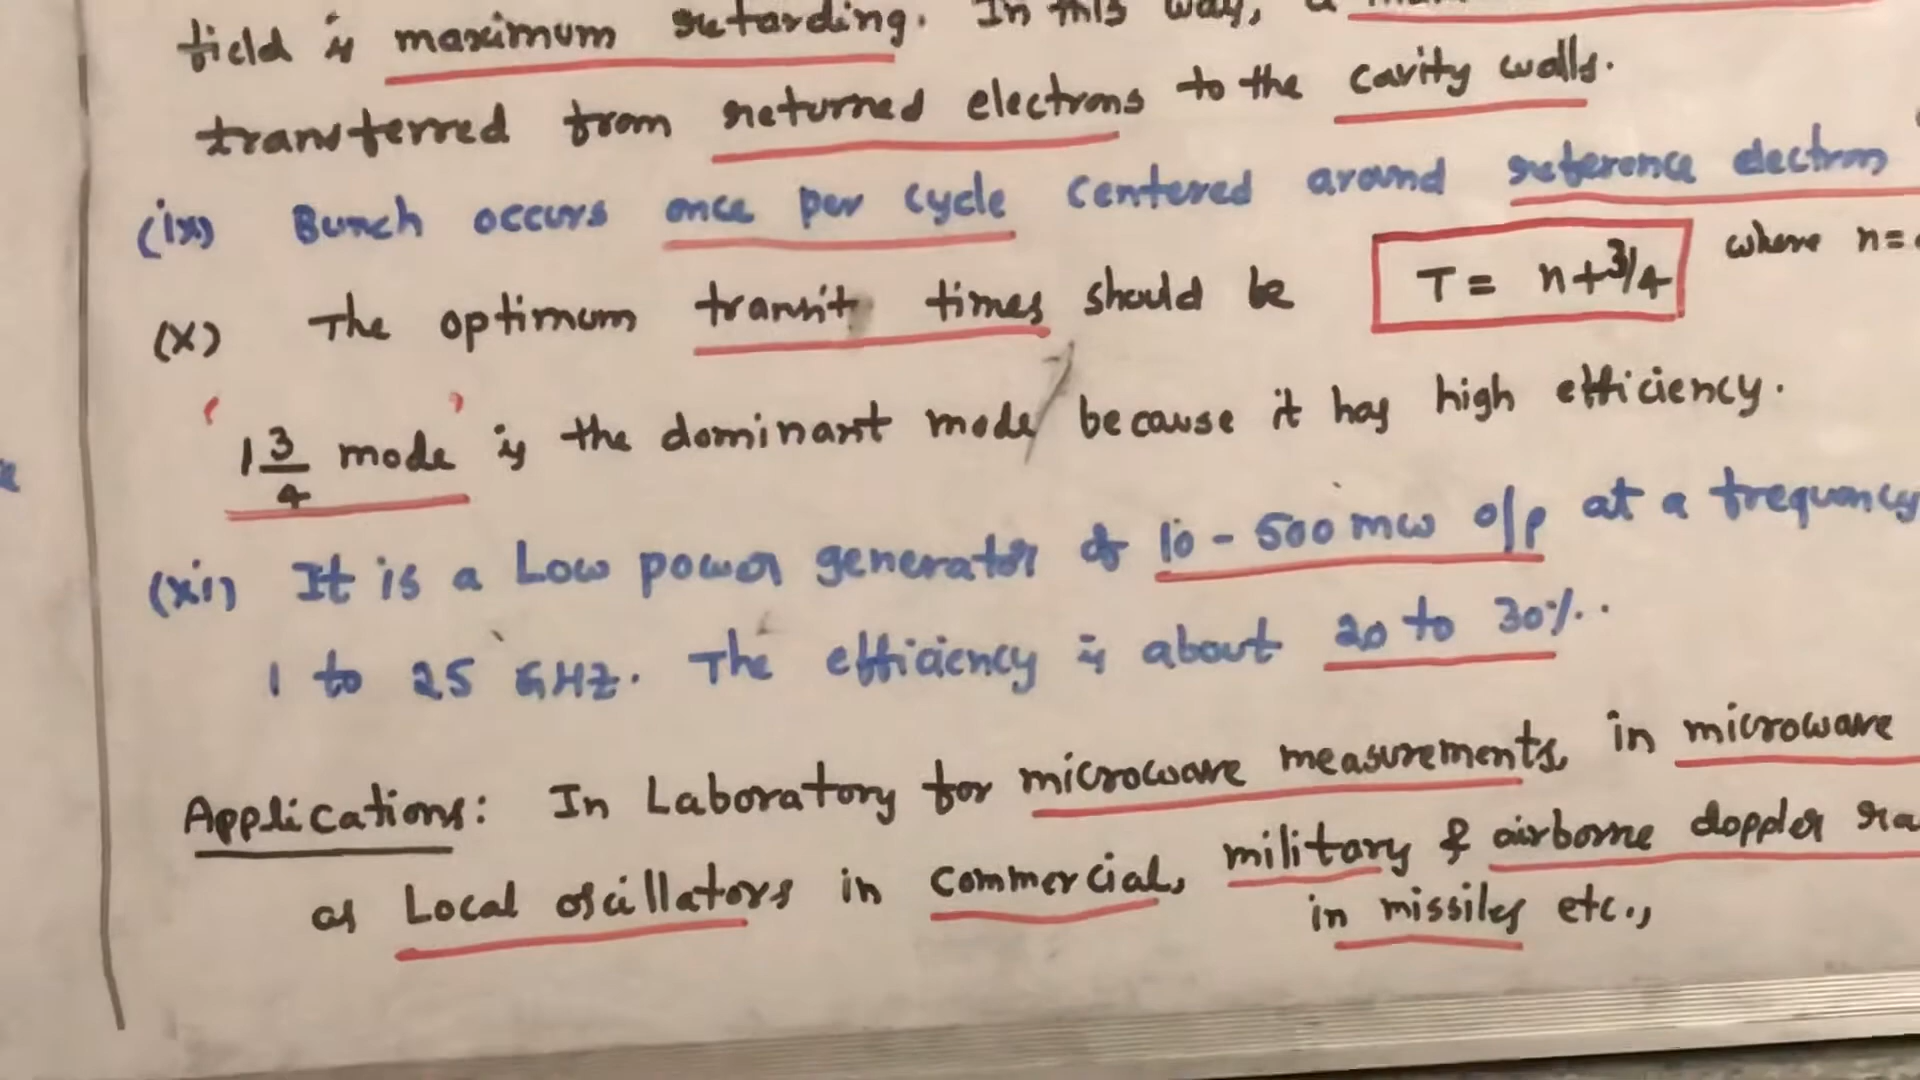 field is maximum retarding. In this way, a
transferred from returned electrons to the cavity walls.
(ix) Bunch occurs once per cycle centered around reference electron
(x) The optimum transit times should be T = n+3/4 where n=
'1 3/4 mode' is the dominant mode because it has high efficiency.
(xi) It is a Low power generator of 10 - 500 mw o/p at a frequency
1 to 25 GHZ. The efficiency is about 20 to 30%.
Applications: In Laboratory for microwave measurements, in microwave
as Local oscillators in commercial, military & airborne doppler ra
in missiles etc.,